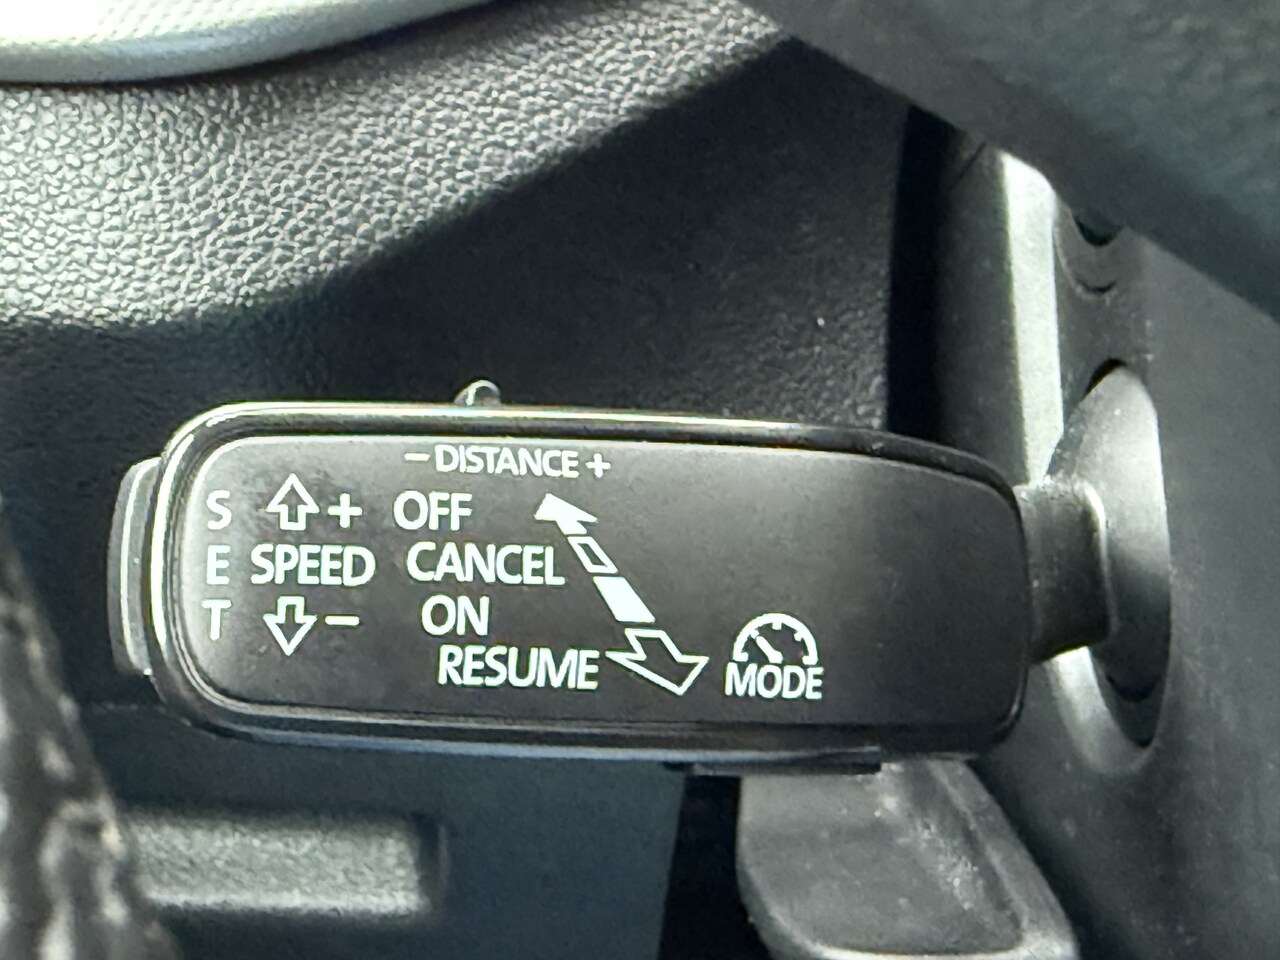 − DISTANCE +
S + OFF
E SPEED CANCEL
T − ON
RESUME
MODE